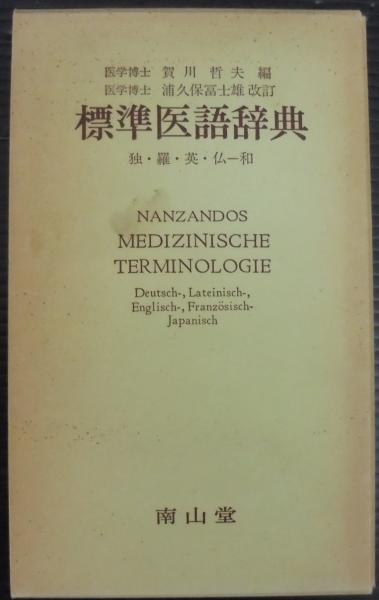 医学博士 賀川哲夫 編
医学博士 浦久保冨士雄 改訂
標準医語辞典
独・羅・英・仏ー和
NANZANDOS
MEDIZINISCHE
TERMINOLOGIE
Deutsch-, Lateinisch-,
Englisch-, Französisch-
Japanisch
南山堂